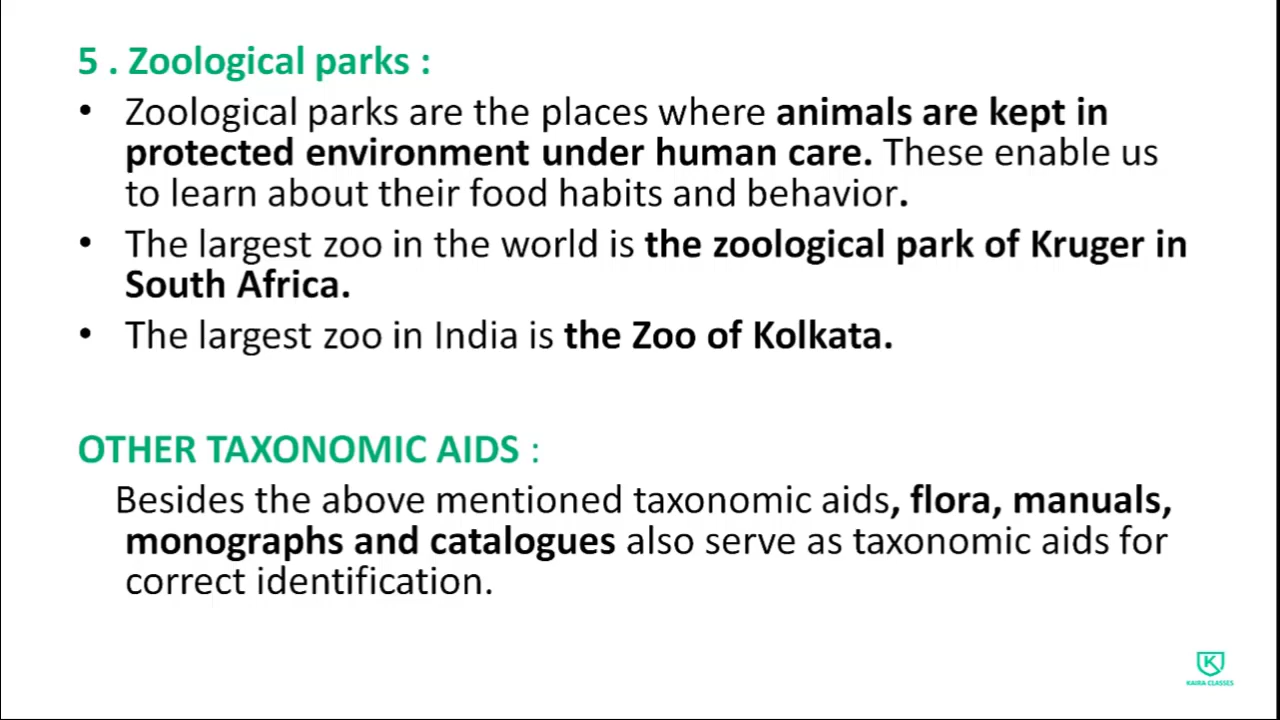 5 . Zoological parks :
• Zoological parks are the places where animals are kept in
protected environment under human care. These enable us
to learn about their food habits and behavior.
• The largest zoo in the world is the zoological park of Kruger in
South Africa.
• The largest zoo in India is the Zoo of Kolkata.
OTHER TAXONOMIC AIDS :
Besides the above mentioned taxonomic aids, flora, manuals,
monographs and catalogues also serve as taxonomic aids for
correct identification.
K
KAIRA CLASSES